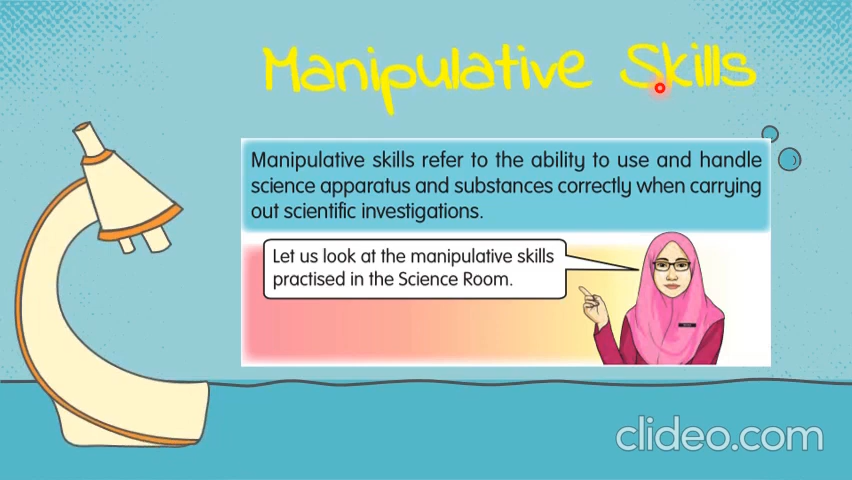 Manipulative Skills
Manipulative skills refer to the ability to use and handle
science apparatus and substances correctly when carrying
out scientific investigations.
Let us look at the manipulative skills
practised in the Science Room.
clideo.com